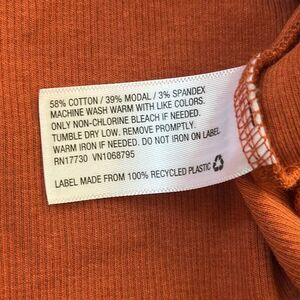 58% COTTON / 39% MODAL / 3% SPANDEX
MACHINE WASH WARM WITH LIKE COLORS.
ONLY NON-CHLORINE BLEACH IF NEEDED.
TUMBLE DRY LOW. REMOVE PROMPTLY.
WARM IRON IF NEEDED. DO NOT IRON ON LABEL
RN17730 VN1068795
LABEL MADE FROM 100% RECYCLED PLASTIC